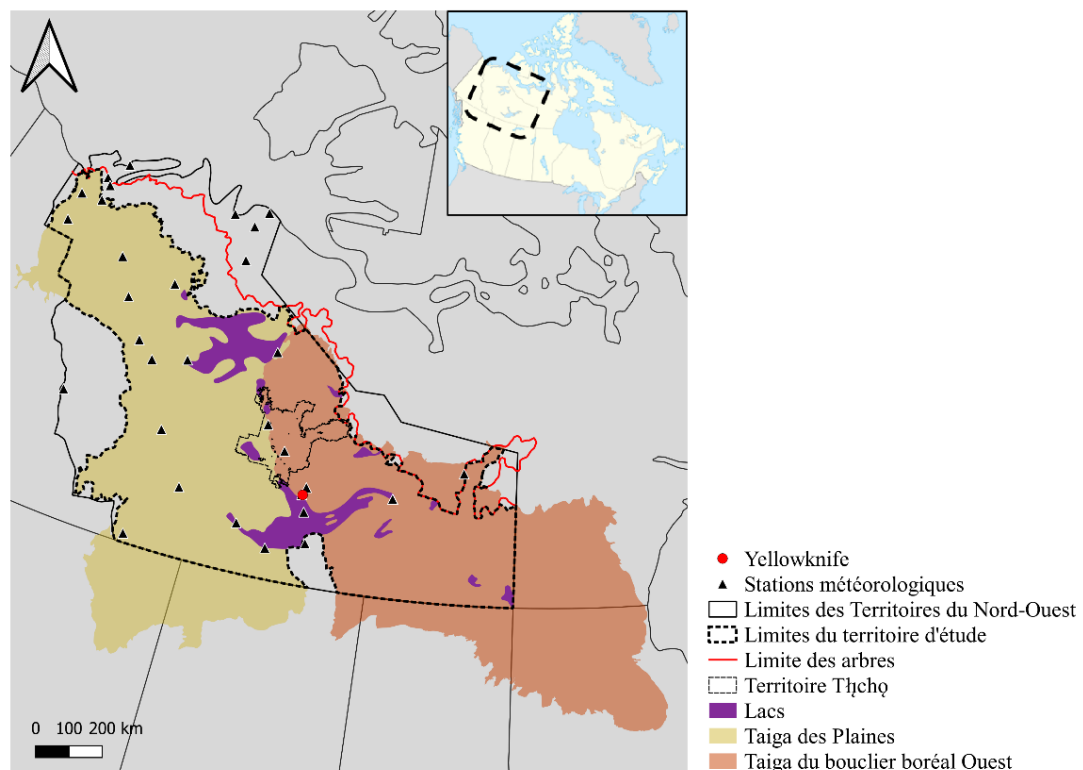 Yellowknife
Stations météorologiques
Limites des Territoires du Nord-Ouest
Limites du territoire d'étude
Limite des arbres
Territoire Tłı̨chǫ
Lacs
Taiga des Plaines
Taiga du bouclier boréal Ouest
0 100 200 km